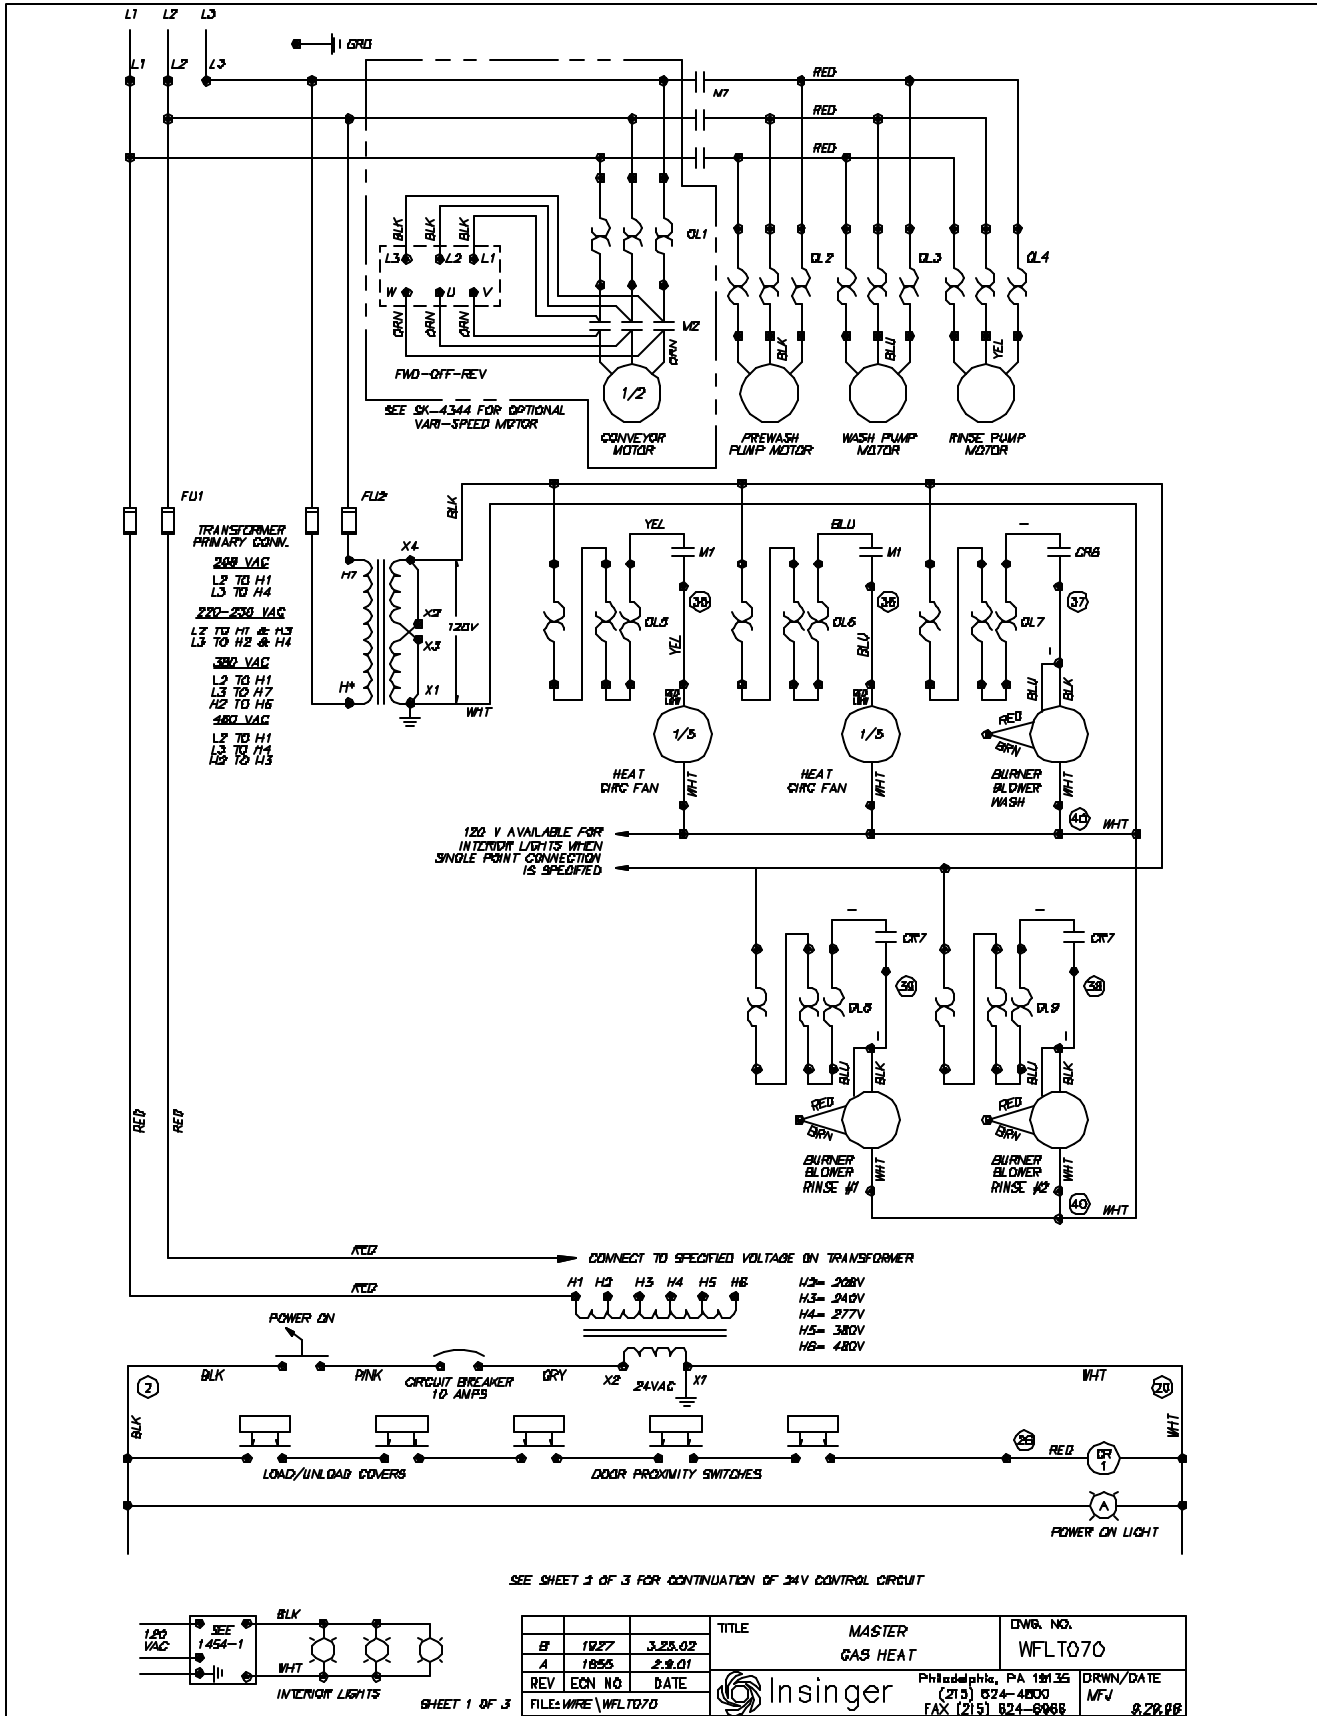 L1 L2 L3
GRD
L1 L2 L3
RED
M7
RED
RED
BLK BLK BLK
OL1
L3 L2 L1
OL2 OL3 OL4
W U V
ORN ORN ORN
M2
ORN BLK BLU YEL
FWD-OFF-REV
1/2
SEE SK-4344 FOR OPTIONAL
VARI-SPEED MOTOR
CONVEYOR
MOTOR
PREWASH
PUMP MOTOR
WASH PUMP
MOTOR
RINSE PUMP
MOTOR
FU1
FU2
BLK
TRANSFORMER
PRIMARY CONN.
208 VAC
L2 TO H1
L3 TO H4
220-230 VAC
L2 TO H1 & H3
L3 TO H2 & H4
380 VAC
L2 TO H1
L3 TO H7
H2 TO H6
480 VAC
L2 TO H1
L3 TO H4
H2 TO H3
X4
H7
X2
120V
X3
X1
WHT
YEL BLU -
M1 M1 CR6
37
OL5 OL6 OL7
YEL BLU BLU BLK
RED
BRN
1/5 1/5
HEAT
CIRC FAN
WHT
HEAT
CIRC FAN
WHT
BURNER
BLOWER
WASH
WHT
40 WHT
120 V AVAILABLE FOR
INTERIOR LIGHTS WHEN
SINGLE POINT CONNECTION
IS SPECIFIED
- -
CR7 CR7
39 38
OL8 OL9
BLU BLK BLU BLK
RED RED
BRN BRN
BURNER
BLOWER
RINSE #1
WHT
BURNER
BLOWER
RINSE #2
WHT
40 WHT
RED RED
RED
CONNECT TO SPECIFIED VOLTAGE ON TRANSFORMER
RED
H1 H2 H3 H4 H5 H6
H2= 208V
H3= 240V
H4= 277V
H5= 380V
H6= 480V
POWER ON
BLK PINK
CIRCUIT BREAKER
10 AMPS
GRY
X2 24VAC X1
WHT
2 20
BLK WHT
LOAD/UNLOAD COVERS
DOOR PROXIMITY SWITCHES
RED
CR
1
A
POWER ON LIGHT
SEE SHEET 2 OF 3 FOR CONTINUATION OF 24V CONTROL CIRCUIT
120
VAC
SEE
1454-1
BLK
WHT
INTERIOR LIGHTS
SHEET 1 OF 3
B 1927 3.25.02
A 1855 2.9.01
REV ECN NO DATE
FILE:WIRE\WFLT070
TITLE
MASTER
GAS HEAT
DWG. NO.
WFLT070
Insinger
Philadelphia, PA 19135
(215) 624-4800
FAX (215) 624-6966
DRWN/DATE
MFJ